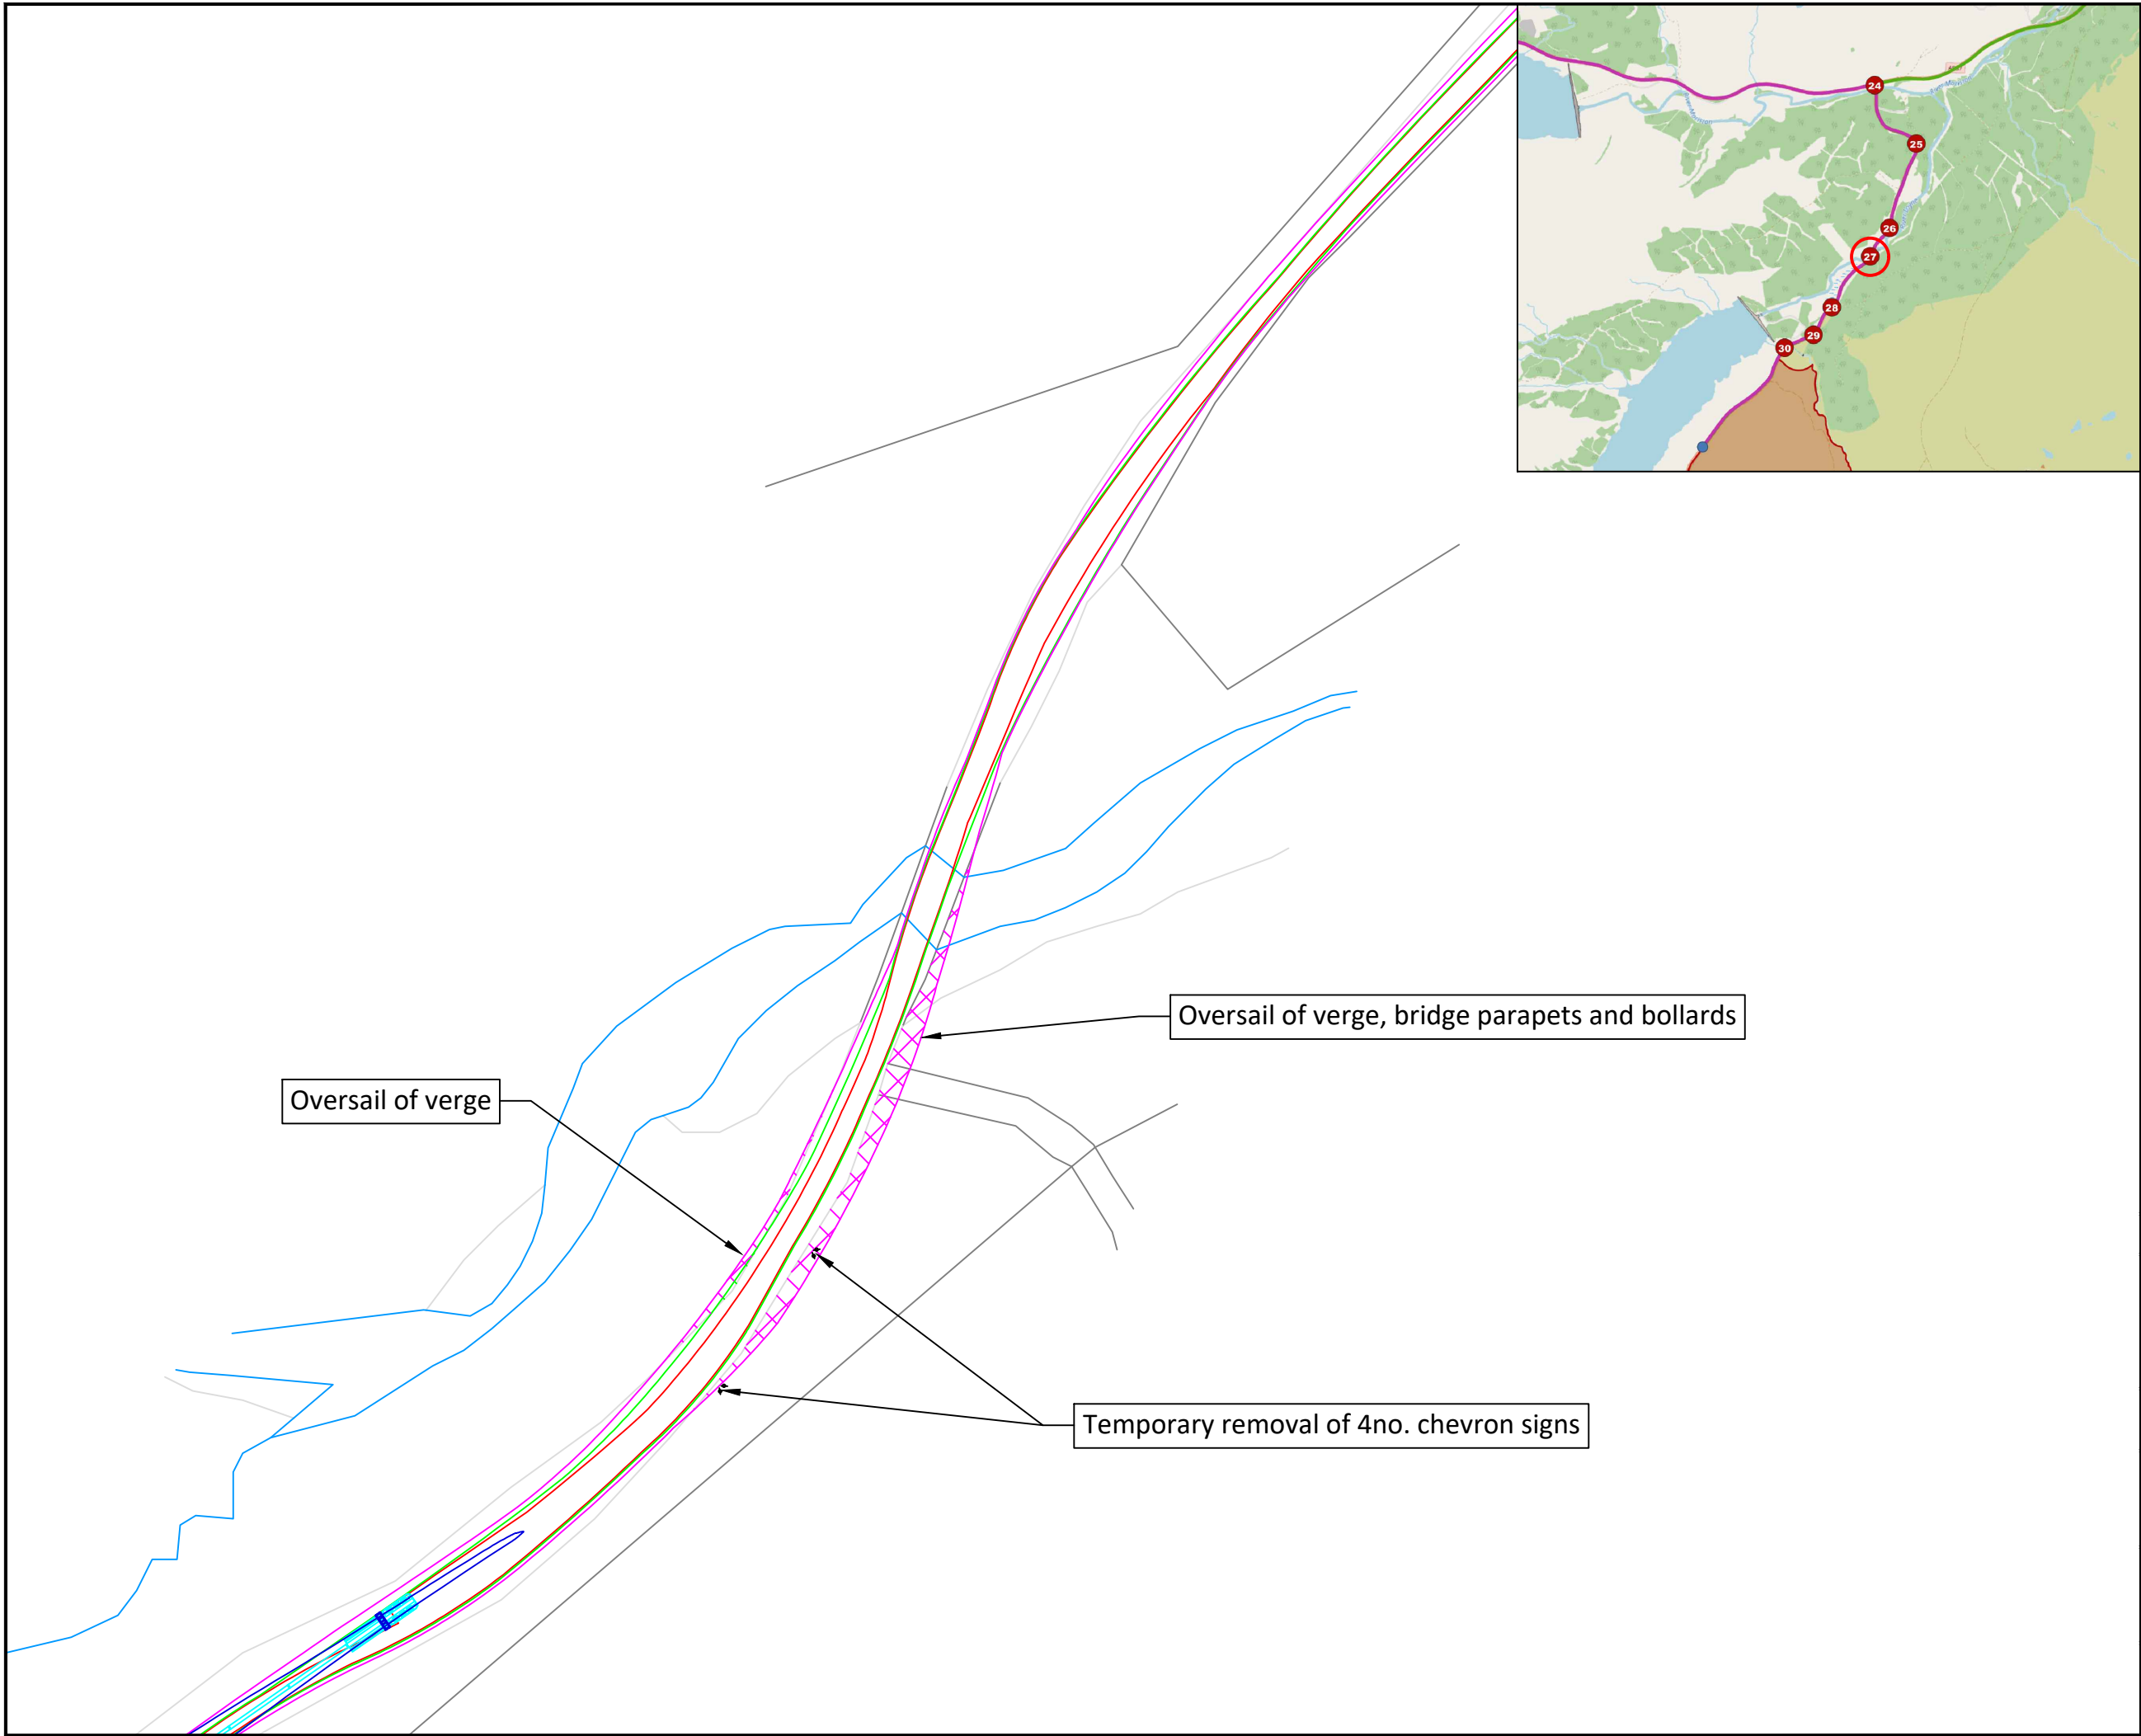 24
25
26
27
28
29
30
Oversail of verge, bridge parapets and bollards
Oversail of verge
Temporary removal of 4no. chevron signs